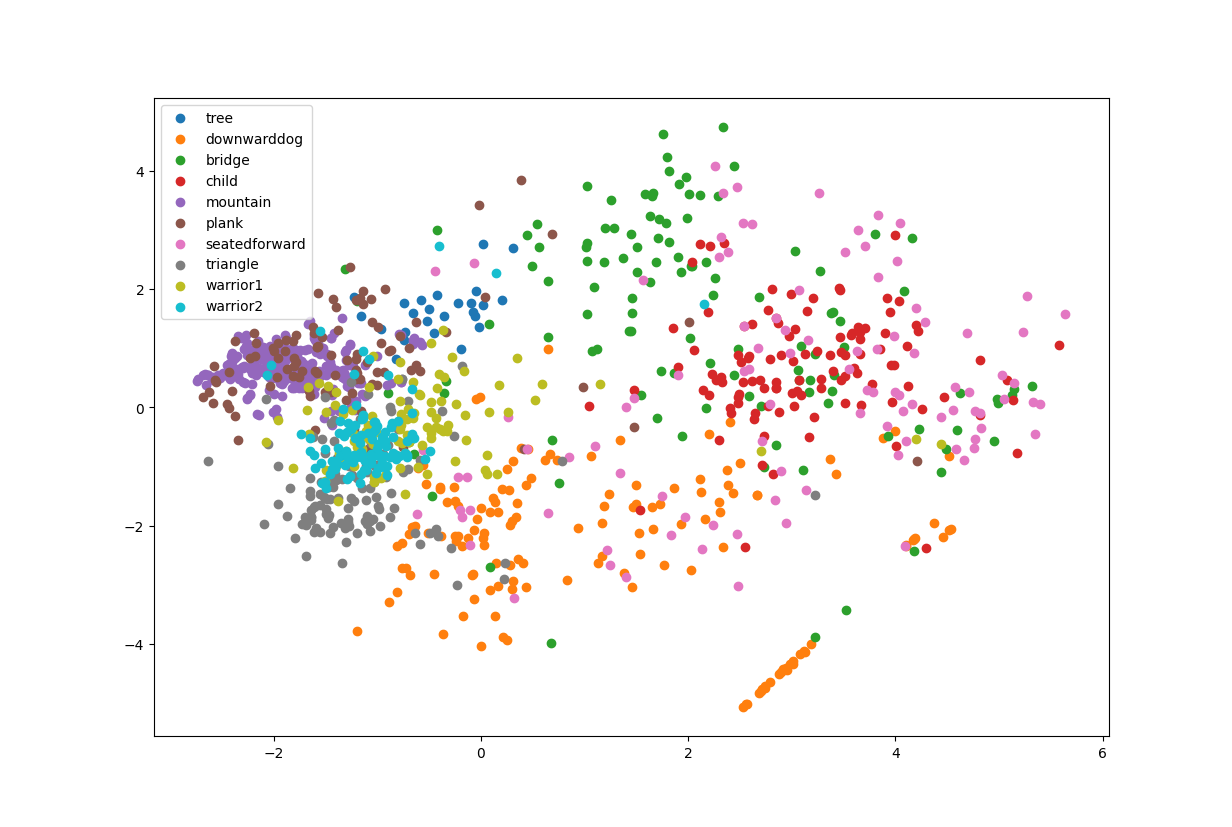 tree
downwarddog
bridge
child
mountain
plank
seatedforward
triangle
warrior1
warrior2
4
2
0
−2
−4
−2 0 2 4 6